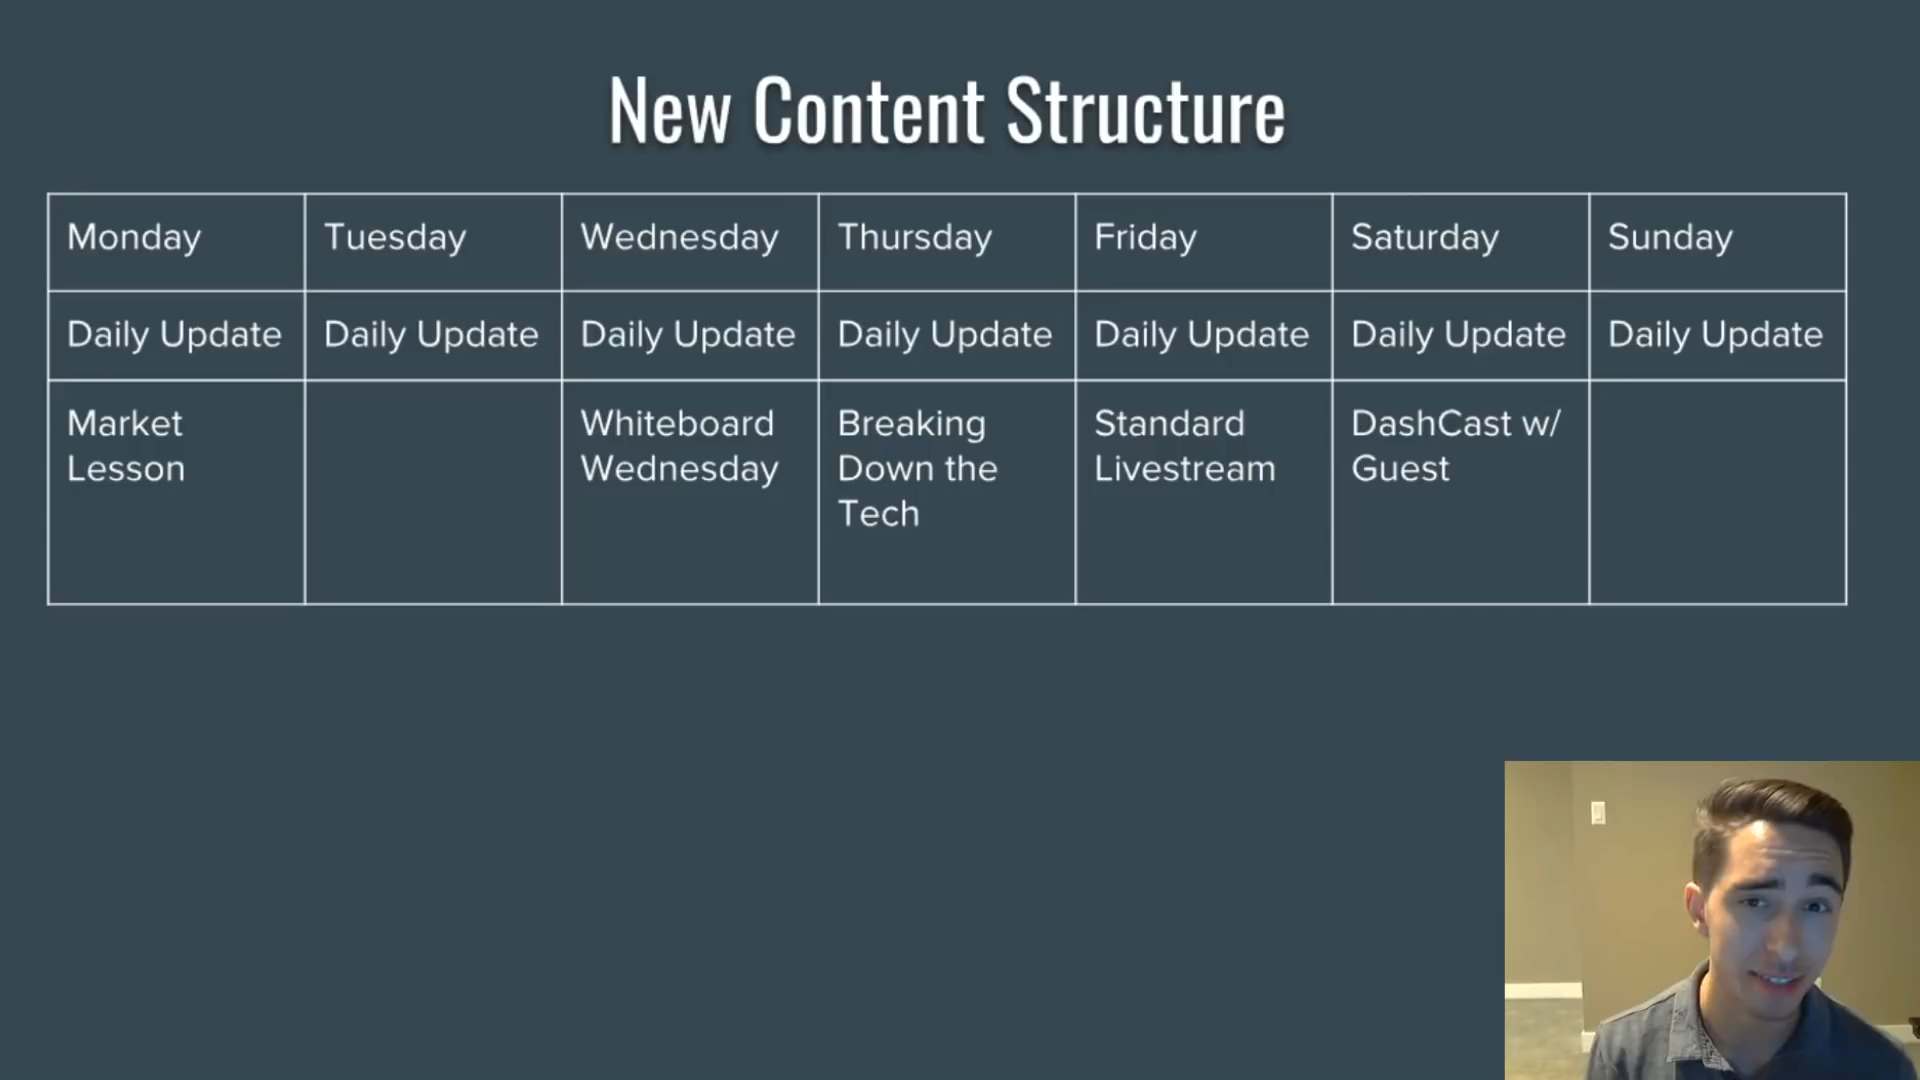 New Content Structure
Monday
Tuesday
Wednesday
Thursday
Friday
Saturday
Sunday
Daily Update
Daily Update
Daily Update
Daily Update
Daily Update
Daily Update
Daily Update
Market
Lesson
Whiteboard
Wednesday
Breaking
Down the
Tech
Standard
Livestream
DashCast w/
Guest